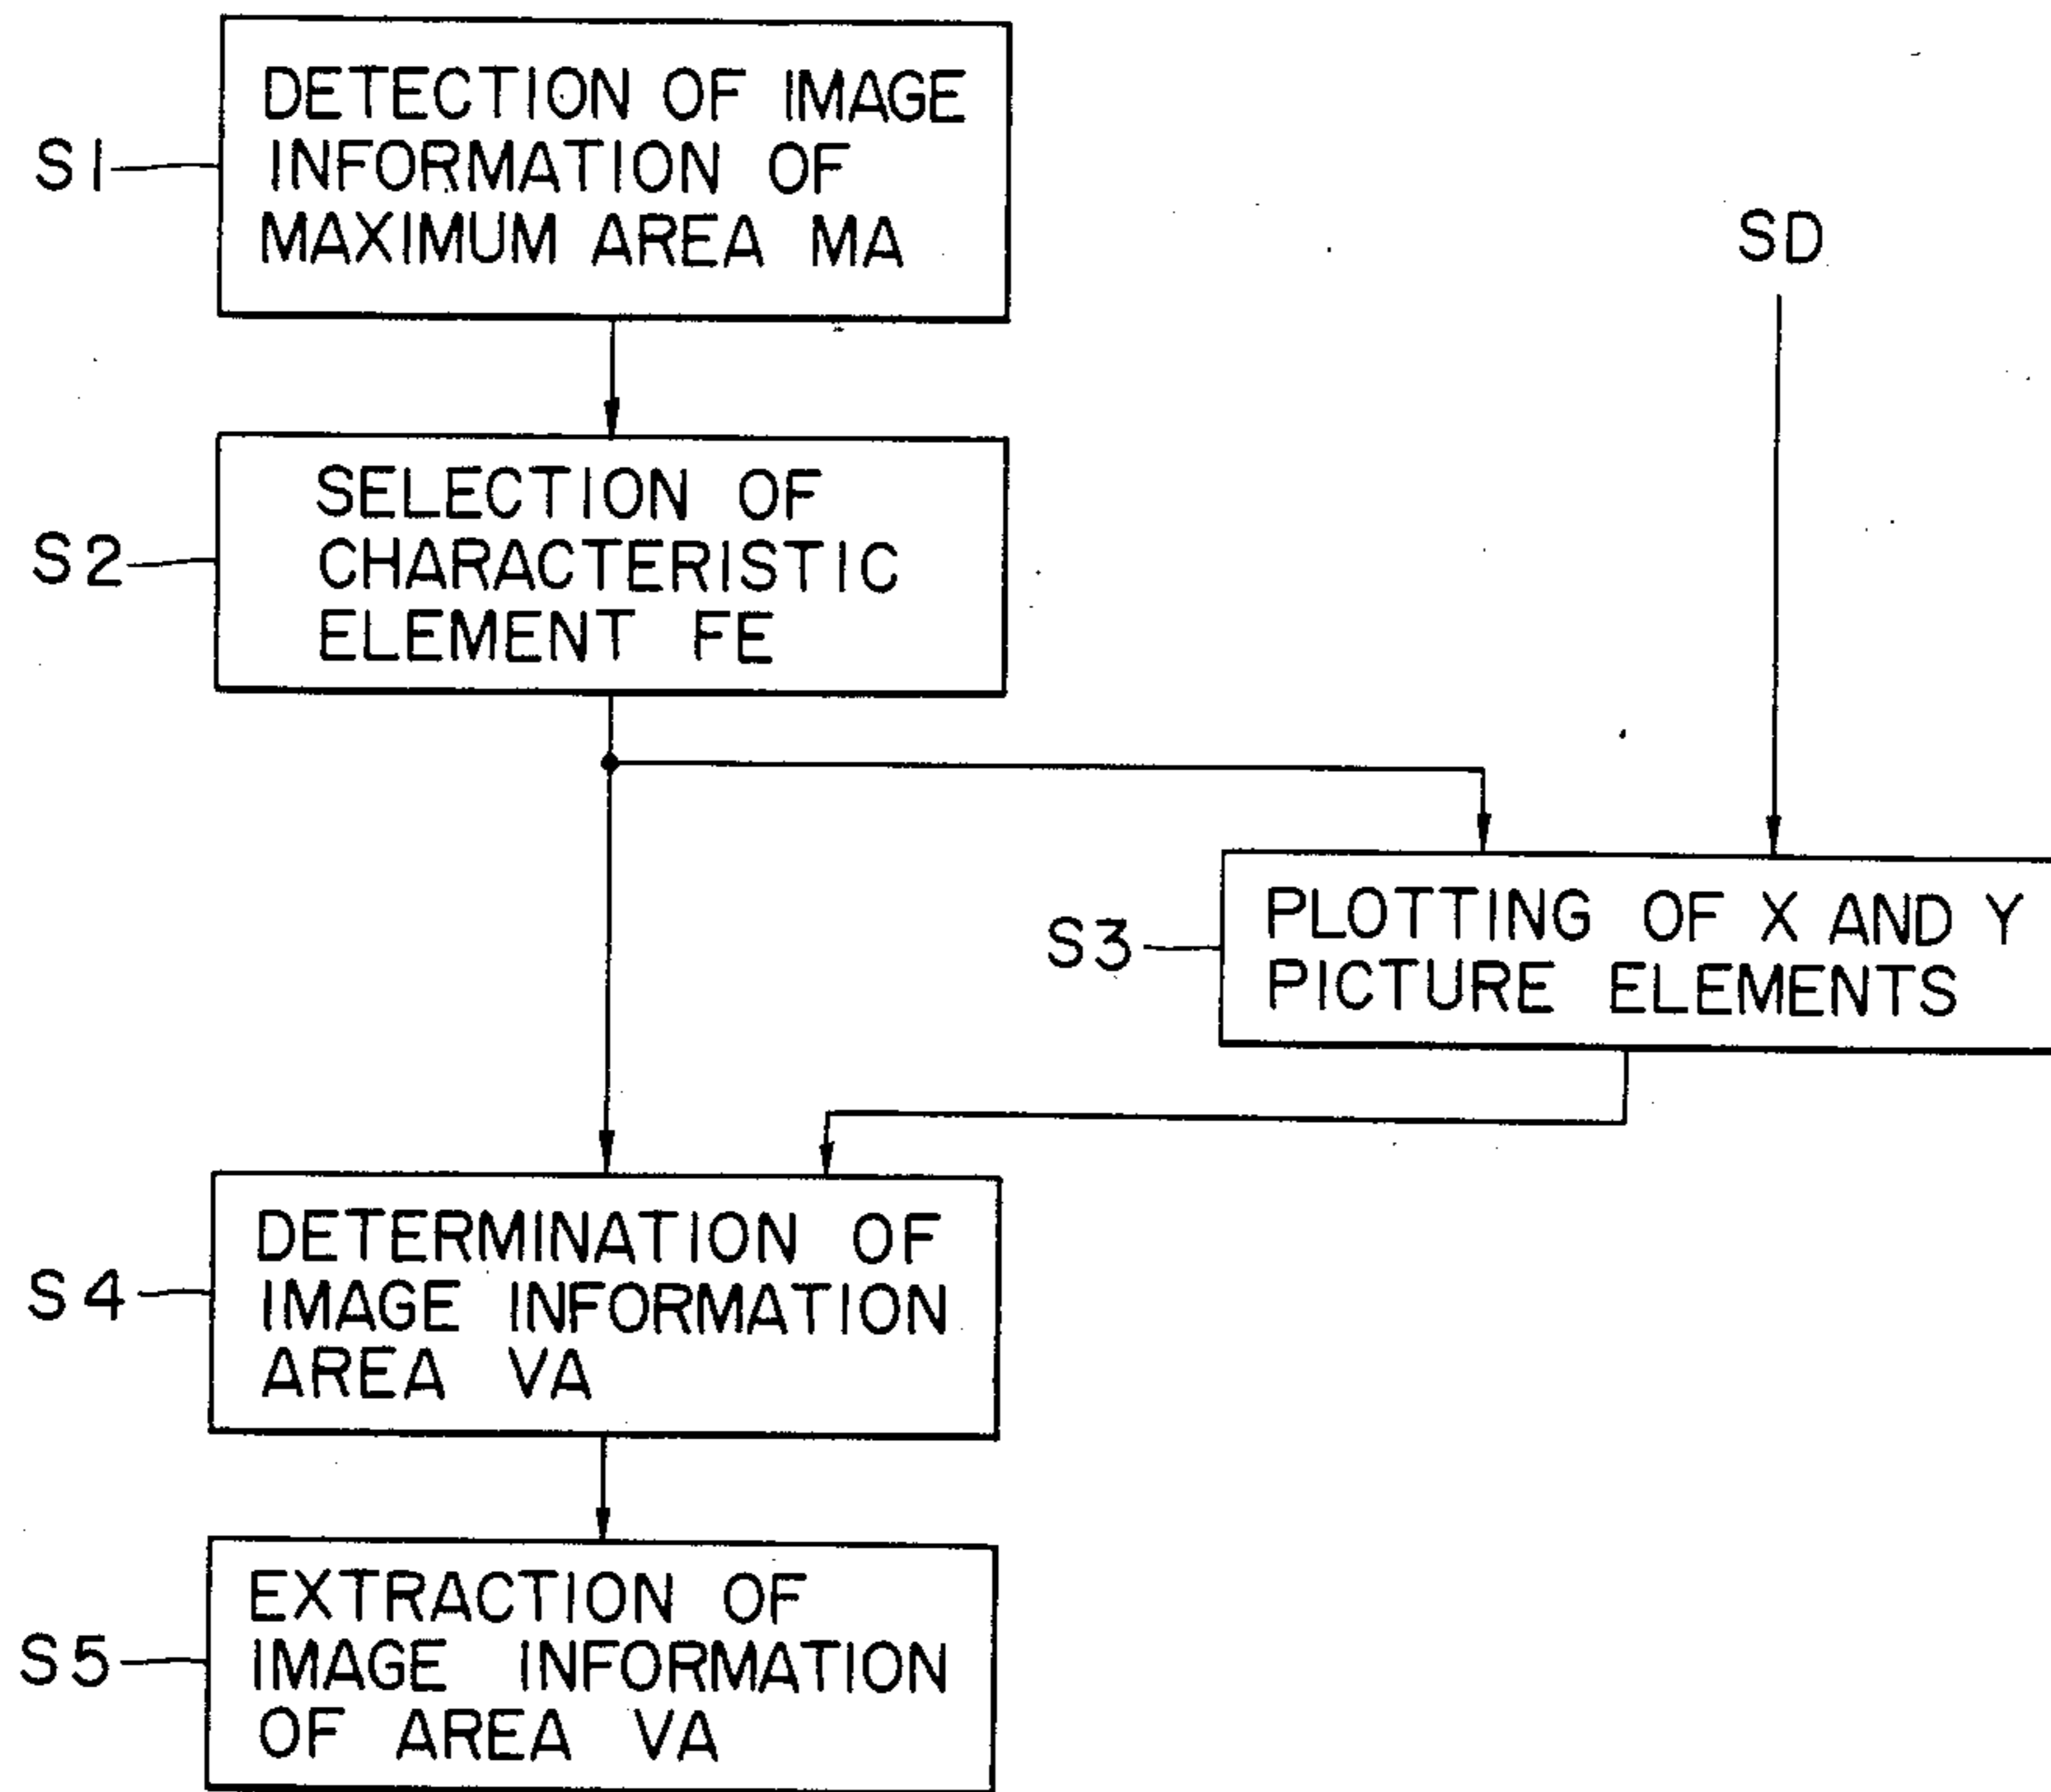 DETECTION OF IMAGE
INFORMATION OF
MAXIMUM AREA MA
S1
SD
SELECTION OF
CHARACTERISTIC
ELEMENT FE
S2
PLOTTING OF X AND Y
PICTURE ELEMENTS
S3
DETERMINATION OF
IMAGE INFORMATION
AREA VA
S4
EXTRACTION OF
IMAGE INFORMATION
OF AREA VA
S5